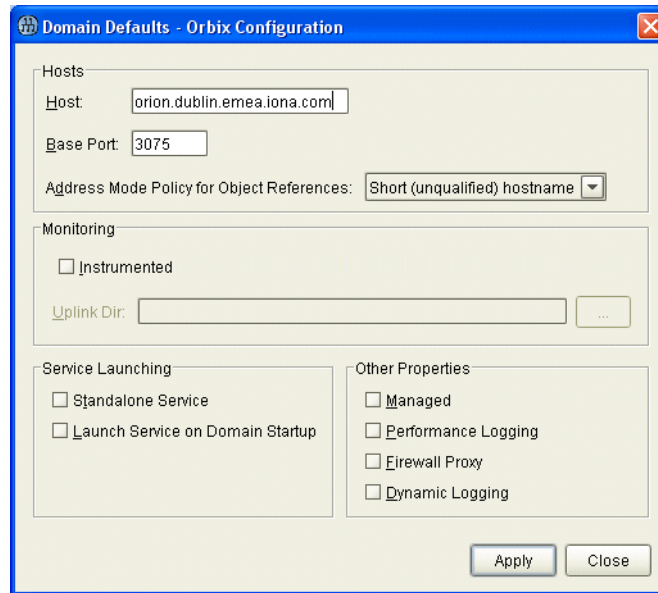 Domain Defaults - Orbix Configuration
Hosts
Host: orion.dublin.emea.iona.com
Base Port: 3075
Address Mode Policy for Object References: Short (unqualified) hostname
Monitoring
Instrumented
Uplink Dir: ...
Service Launching
Standalone Service
Launch Service on Domain Startup
Other Properties
Managed
Performance Logging
Firewall Proxy
Dynamic Logging
Apply Close